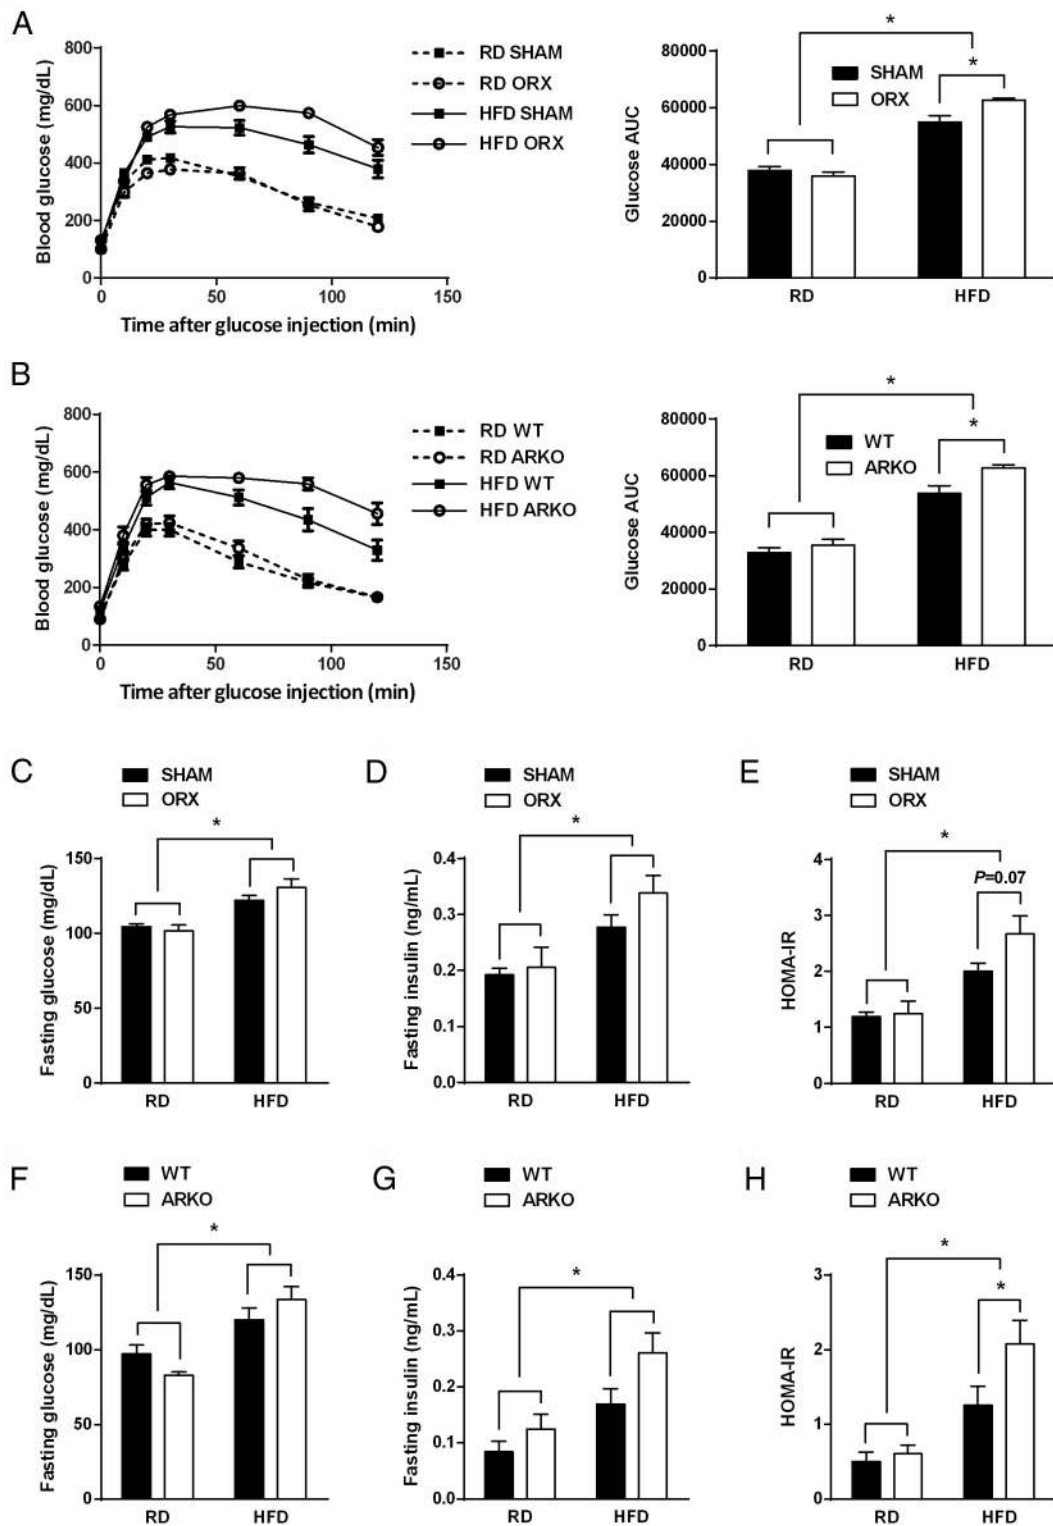 A
Blood glucose (mg/dL)
800
600
400
200
0
0 50 100 150
Time after glucose injection (min)
RD SHAM
RD ORX
HFD SHAM
HFD ORX
Glucose AUC
80000
60000
40000
20000
0
SHAM
ORX
*
*
RD HFD
B
Blood glucose (mg/dL)
800
600
400
200
0
0 50 100 150
Time after glucose injection (min)
RD WT
RD ARKO
HFD WT
HFD ARKO
Glucose AUC
80000
60000
40000
20000
0
WT
ARKO
*
*
RD HFD
C
SHAM
ORX
*
Fasting glucose (mg/dL)
150
100
50
0
RD HFD
D
SHAM
ORX
*
Fasting insulin (ng/mL)
0.4
0.3
0.2
0.1
0.0
RD HFD
E
SHAM
ORX
*
P=0.07
HOMA-IR
4
3
2
1
0
RD HFD
F
WT
ARKO
*
Fasting glucose (mg/dL)
150
100
50
0
RD HFD
G
WT
ARKO
*
Fasting insulin (ng/mL)
0.4
0.3
0.2
0.1
0.0
RD HFD
H
WT
ARKO
*
*
HOMA-IR
3
2
1
0
RD HFD